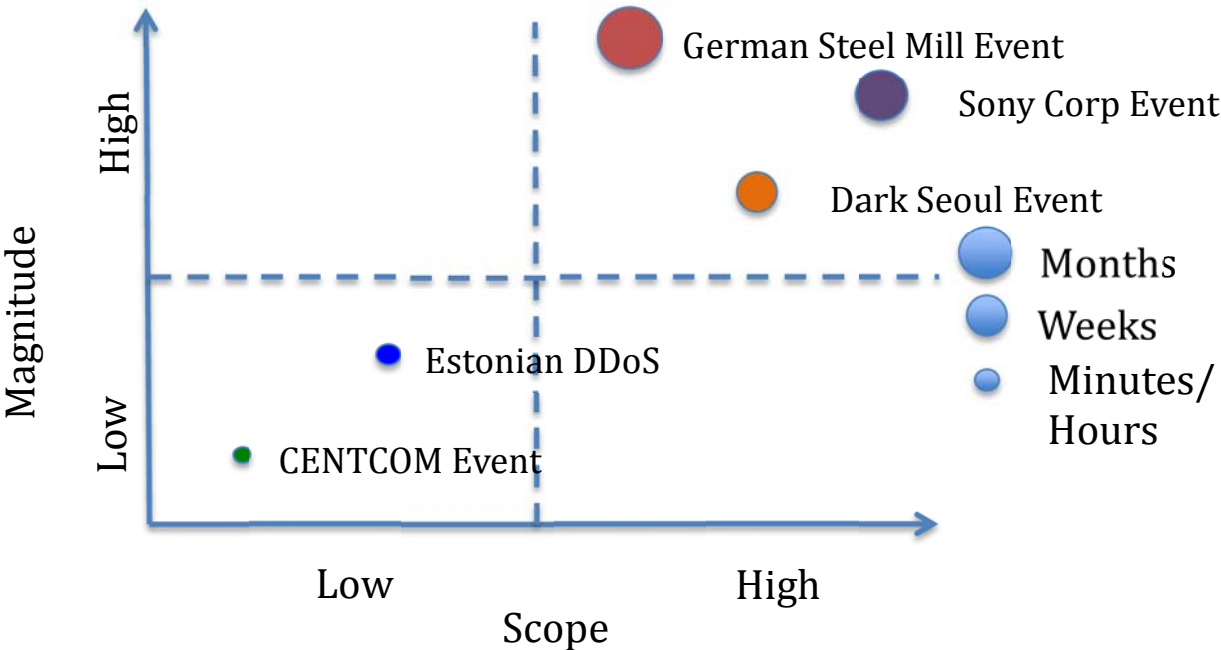 German Steel Mill Event
Sony Corp Event
High
Dark Seoul Event
Magnitude
Months
Weeks
Estonian DDoS
Minutes/
Hours
Low
CENTCOM Event
Low
High
Scope